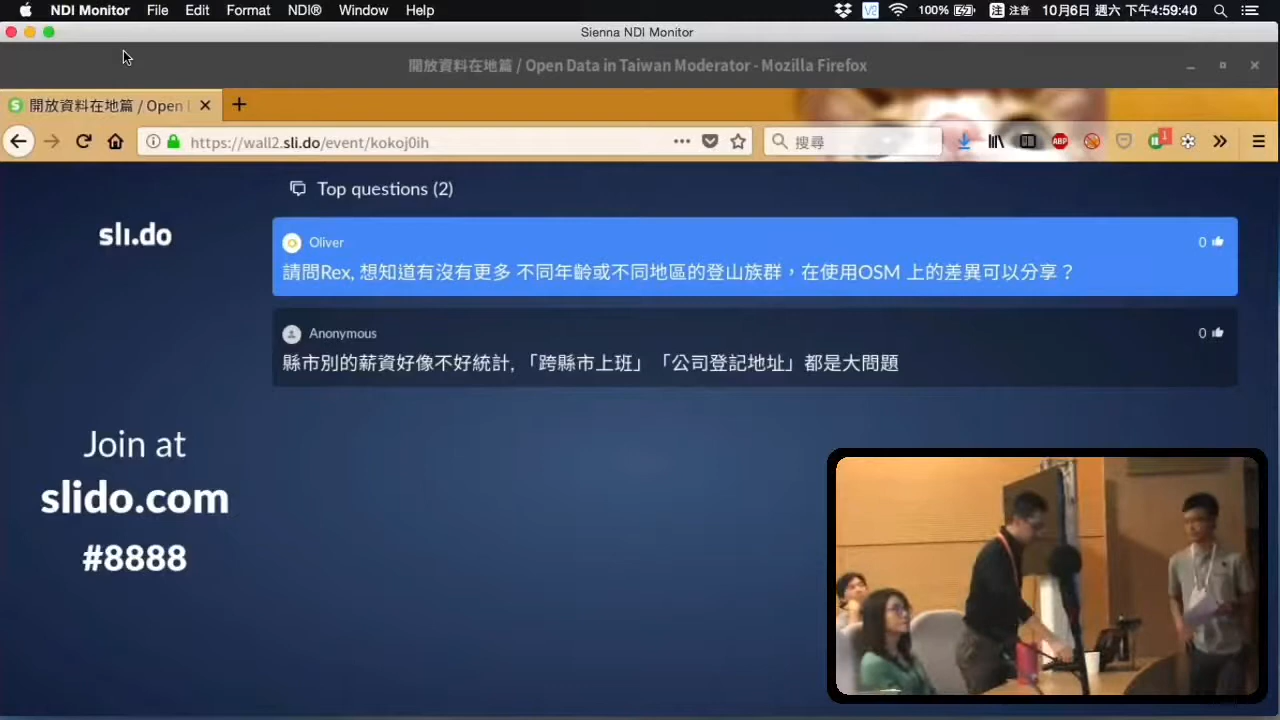 NDI Monitor File Edit Format NDI® Window Help 100% 注 注音 10月6日 週六 下午4:59:40
Sienna NDI Monitor
開放資料在地篇 / Open Data in Taiwan Moderator - Mozilla Firefox
開放資料在地篇 / Open
https://wall2.sli.do/event/kokoj0ih 搜尋 ABP 1
Top questions (2)
sli.do
Oliver 0
請問Rex, 想知道有沒有更多 不同年齡或不同地區的登山族群，在使用OSM 上的差異可以分享？
Anonymous 0
縣市別的薪資好像不好統計, 「跨縣市上班」「公司登記地址」都是大問題
Join at
slido.com
#8888